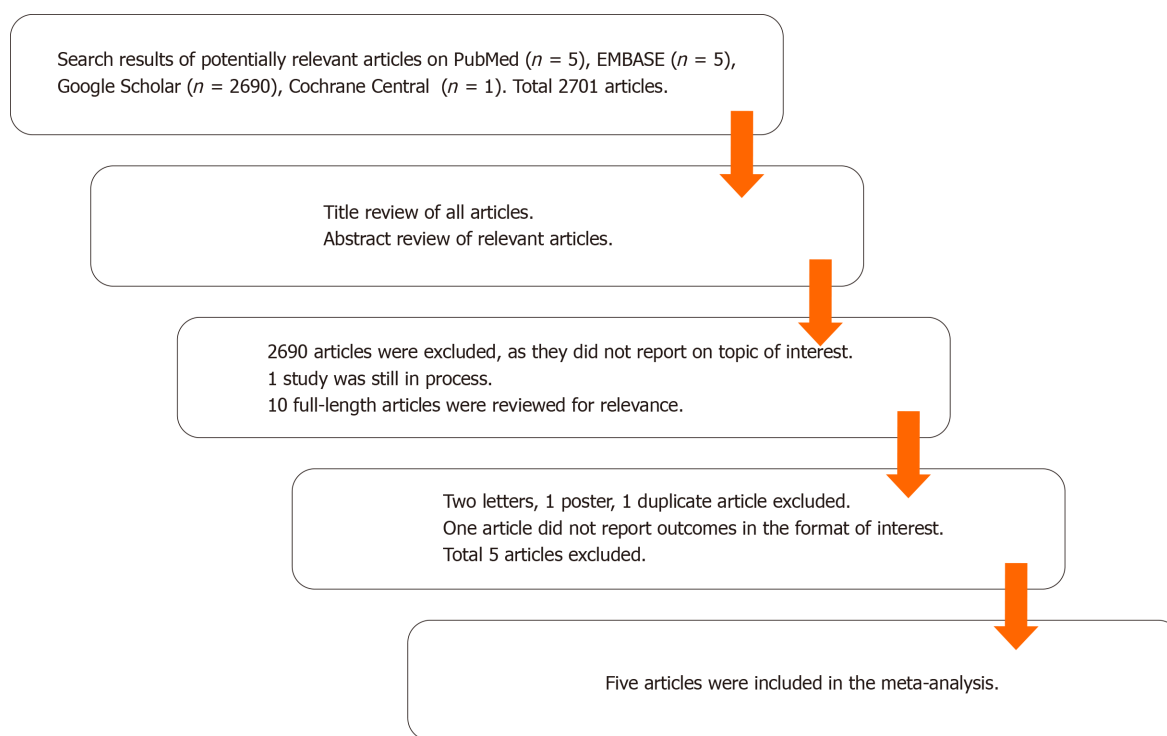 Search results of potentially relevant articles on PubMed (n = 5), EMBASE (n = 5),
Google Scholar (n = 2690), Cochrane Central (n = 1). Total 2701 articles.
Title review of all articles.
Abstract review of relevant articles.
2690 articles were excluded, as they did not report on topic of interest.
1 study was still in process.
10 full-length articles were reviewed for relevance.
Two letters, 1 poster, 1 duplicate article excluded.
One article did not report outcomes in the format of interest.
Total 5 articles excluded.
Five articles were included in the meta-analysis.